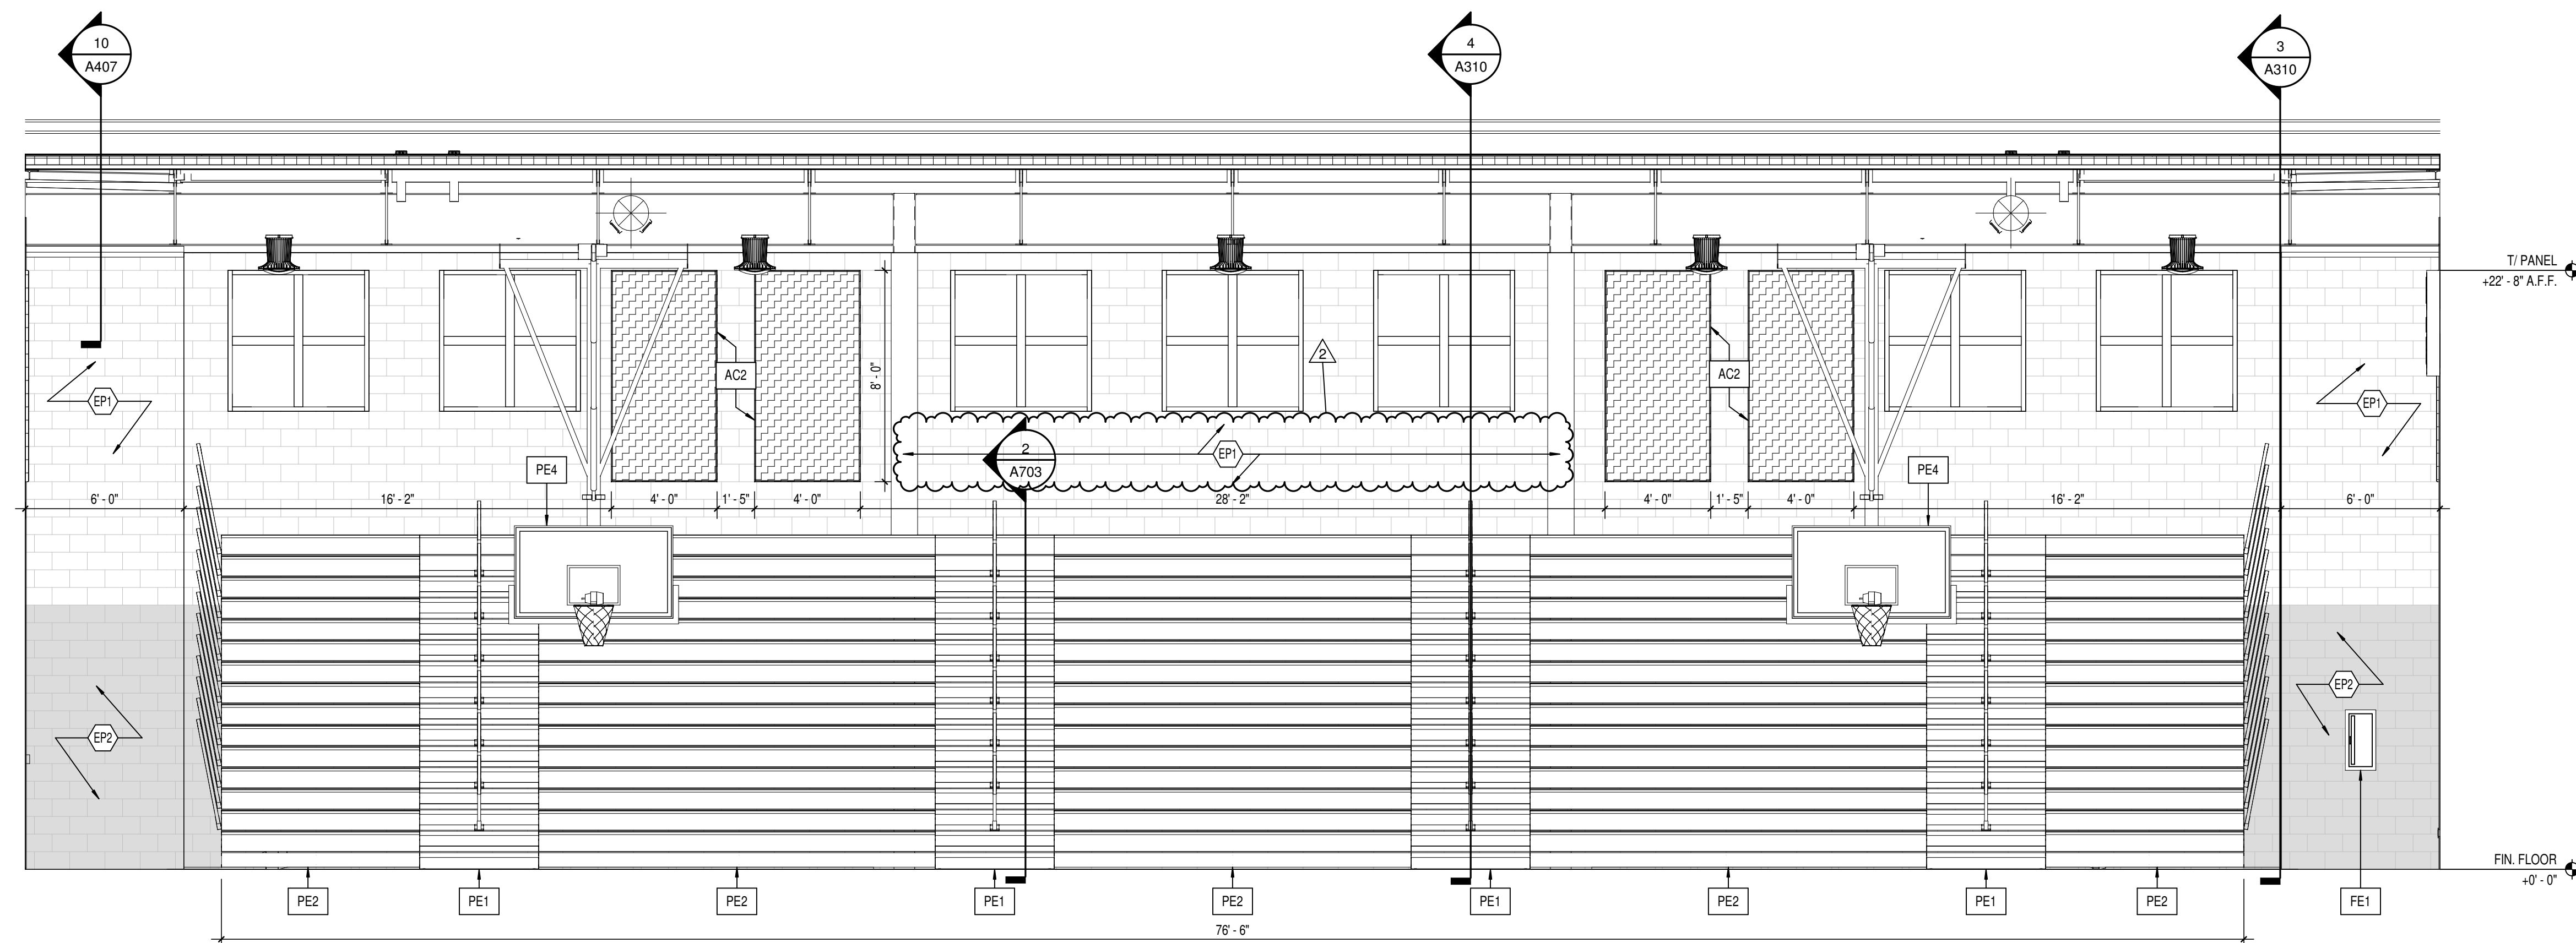 10
A407
4
A310
3
A310
T/ PANEL
+22' - 8" A.F.F.
2
AC2
AC2
8' - 0"
EP1
EP1
EP1
2
A703
PE4
PE4
6' - 0"
16' - 2"
4' - 0"
1' - 5"
4' - 0"
28' - 2"
4' - 0"
1' - 5"
4' - 0"
16' - 2"
6' - 0"
EP2
EP2
FIN. FLOOR
+0' - 0"
PE2
PE1
PE2
PE1
PE2
PE1
PE2
PE1
PE2
FE1
76' - 6"